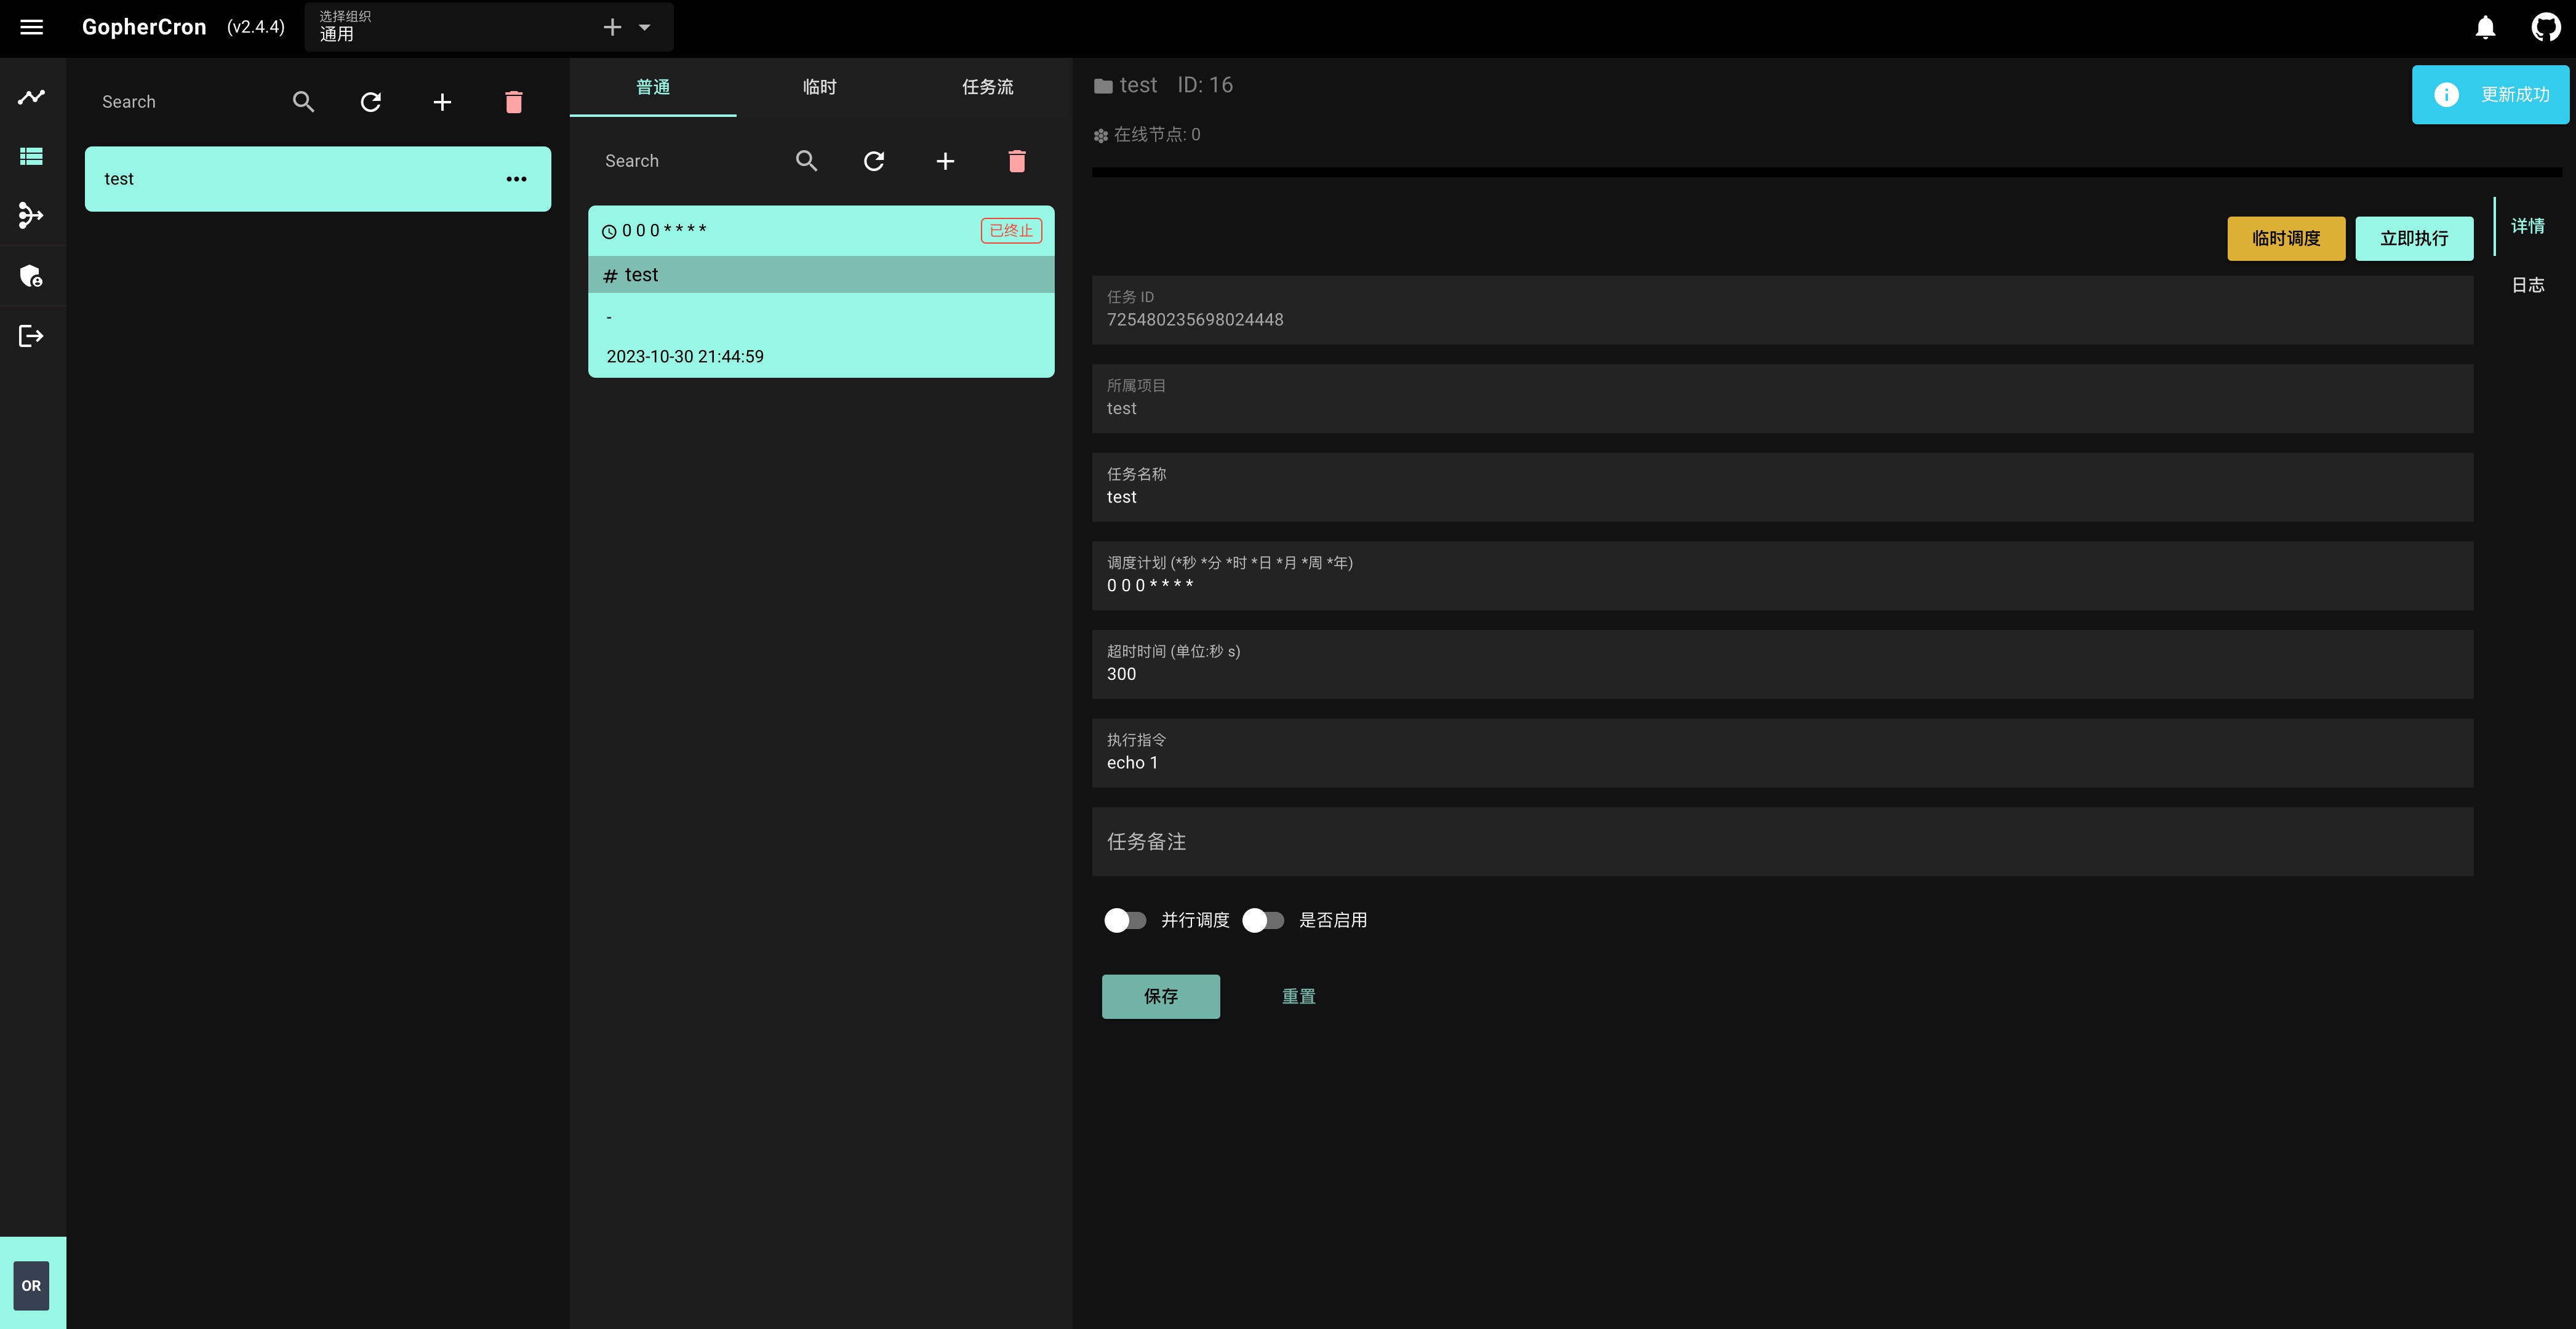 GopherCron (v2.4.4)
选择组织
通用
Search
test
普通 临时 任务流
Search
0 0 0 * * * *
已终止
# test
-
2023-10-30 21:44:59
test ID: 16
在线节点: 0
更新成功
临时调度 立即执行
详情
日志
任务 ID
725480235698024448
所属项目
test
任务名称
test
调度计划 (*秒 *分 *时 *日 *月 *周 *年)
0 0 0 * * * *
超时时间 (单位:秒 s)
300
执行指令
echo 1
任务备注
并行调度 是否启用
保存 重置
OR